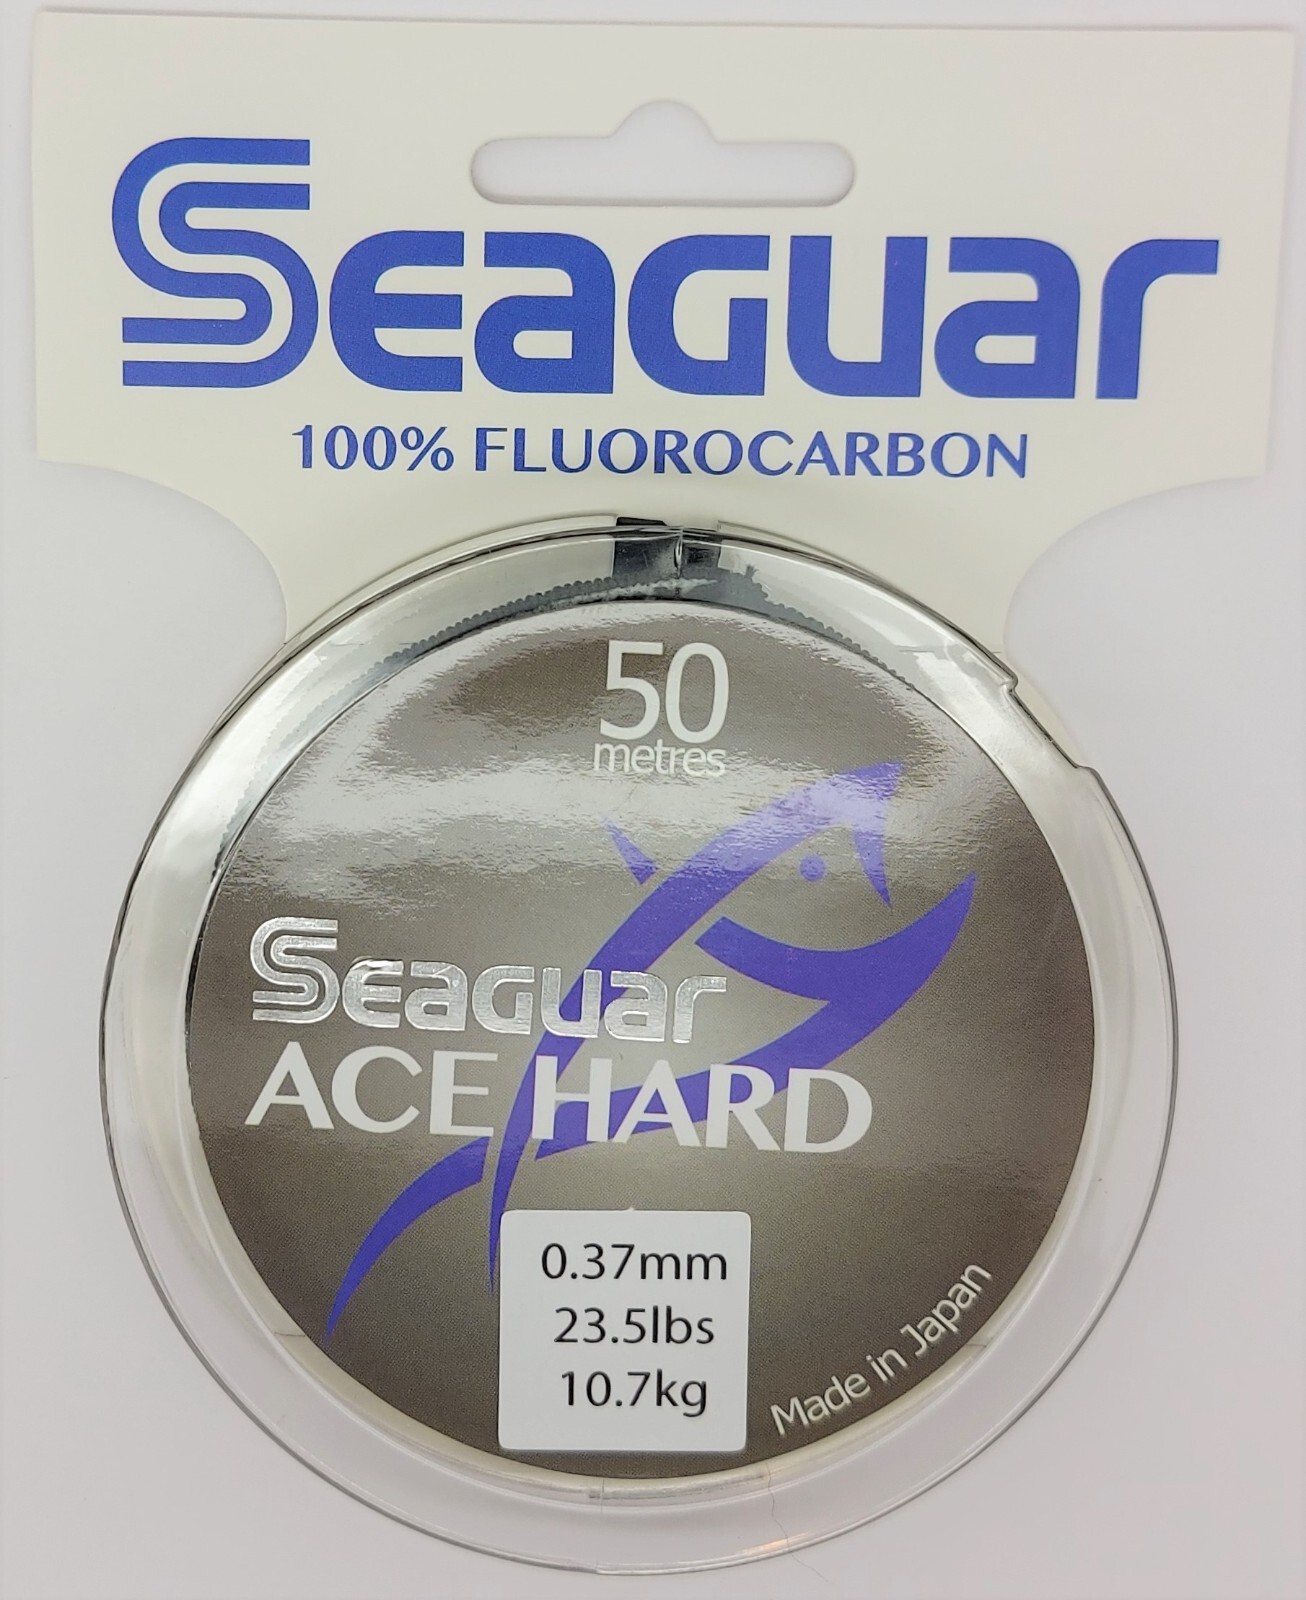 Seaguar
100% FLUOROCARBON
50
metres
Seaguar
ACE HARD
0.37mm
23.5lbs
10.7kg
Made in Japan